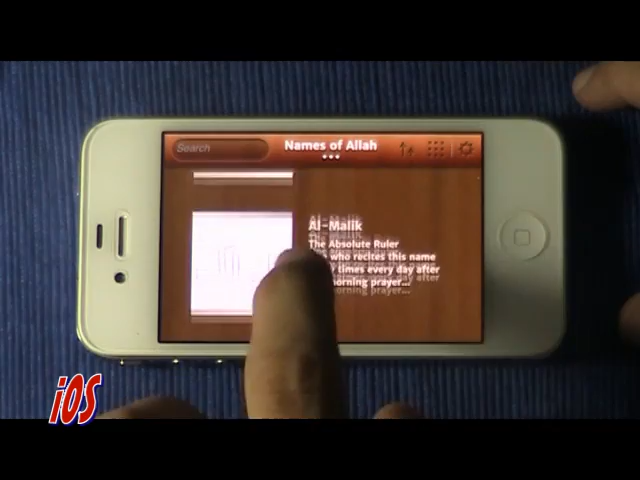 Search
Names of Allah
Al-Malik
The Absolute Ruler
who recites this name
times every day after
morning prayer...
iOS